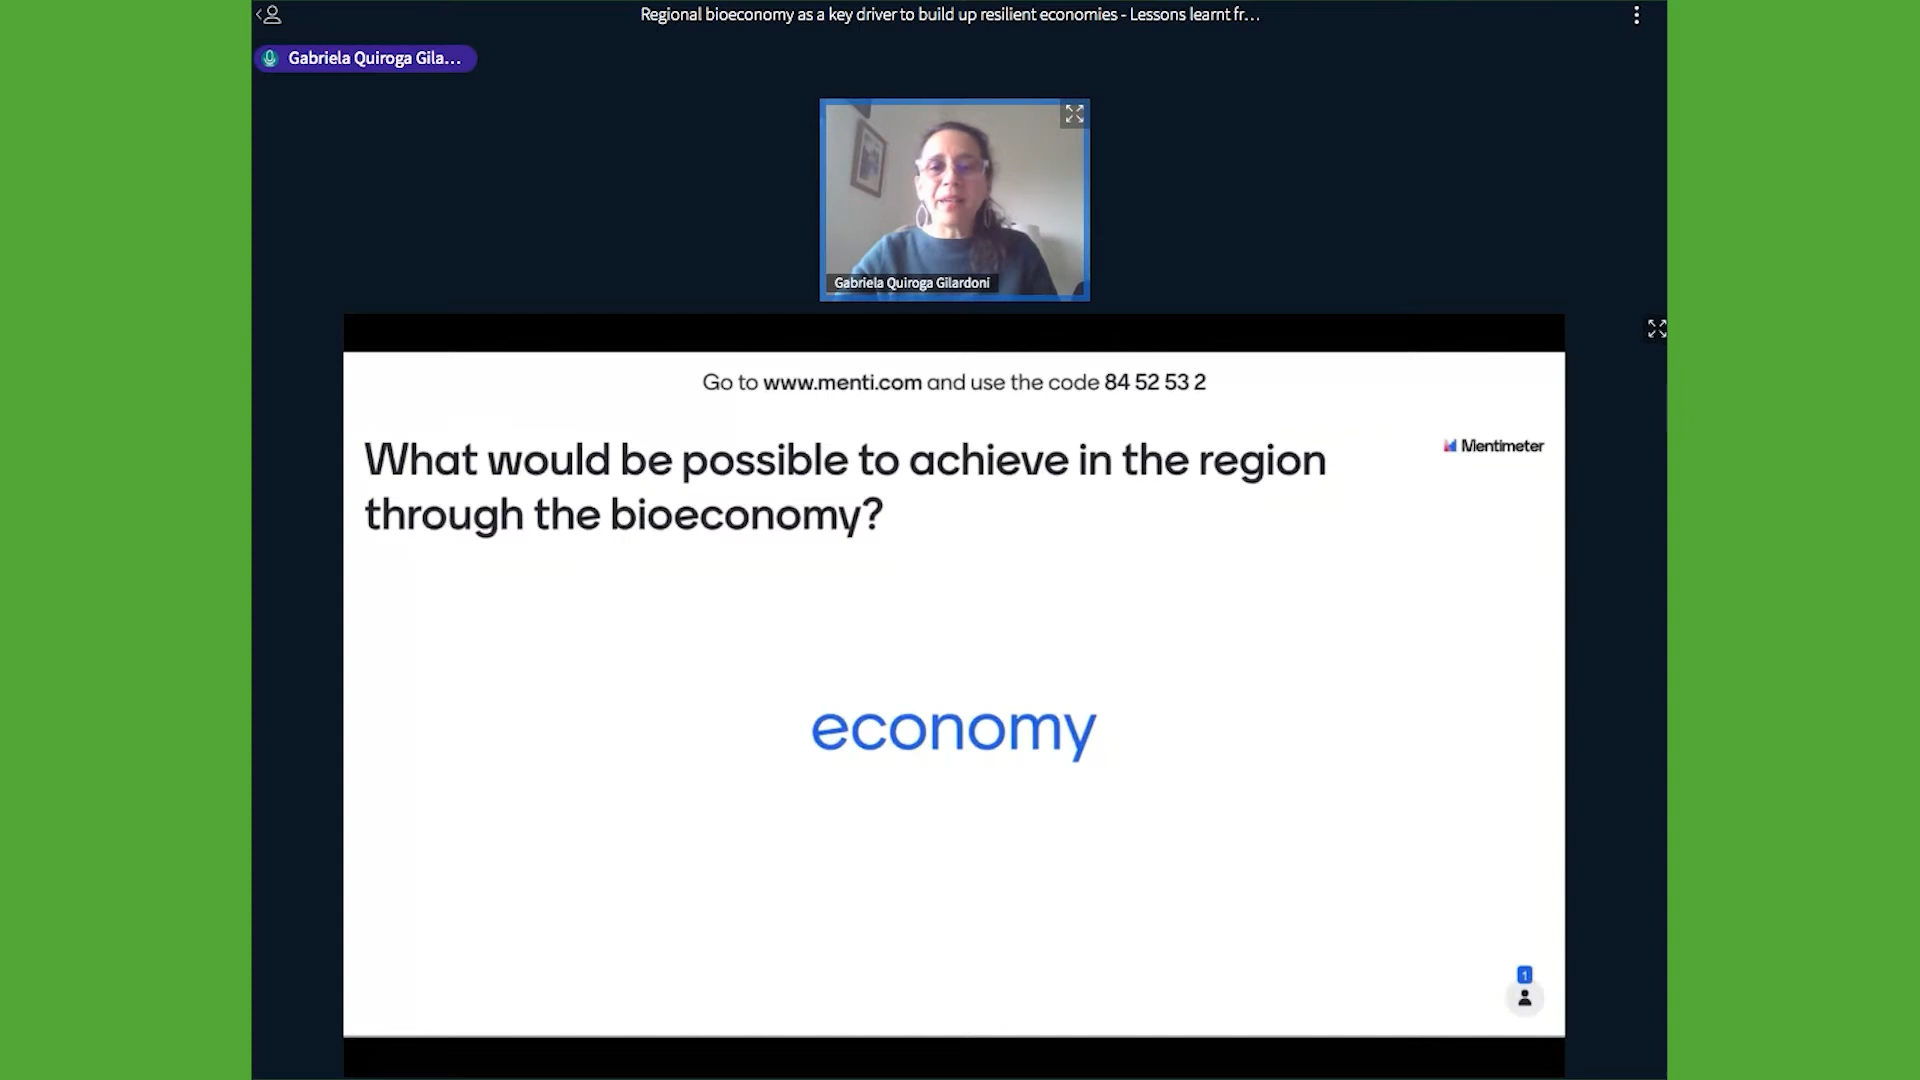 Regional bioeconomy as a key driver to build up resilient economies - Lessons learnt fr...
Gabriela Quiroga Gila...
Gabriela Quiroga Gilardoni
Go to www.menti.com and use the code 84 52 53 2
Mentimeter
What would be possible to achieve in the region
through the bioeconomy?
economy
1